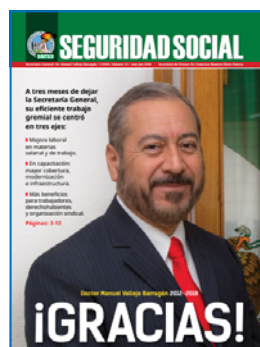 SNTSS
SEGURIDAD SOCIAL
A tres meses de dejar
la Secretaría General,
su eficiente trabajo
gremial se centró
en tres ejes:
Mejora laboral
en materias
salarial y de trabajo.
En capacitación
mayor cobertura,
modernización
e infraestructura.
Más beneficios
para trabajadores,
derechohabientes
y organización sindical.
Páginas: 3-13
Doctor Manuel Vallejo Barragán 2012-2018
¡GRACIAS!